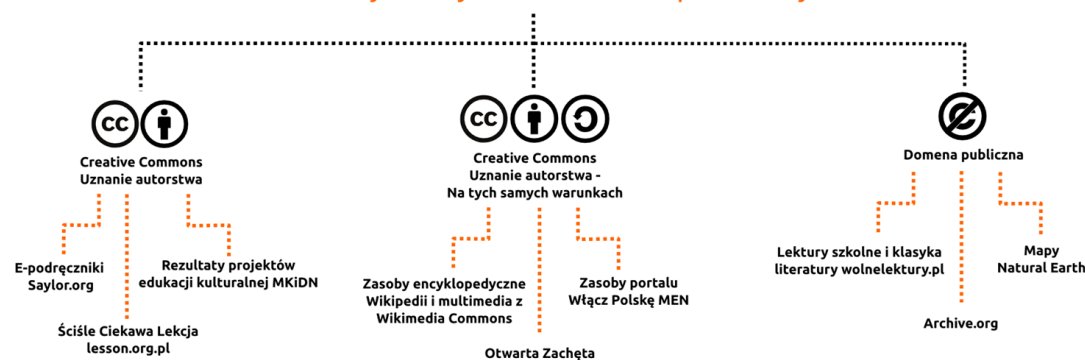 CC
Creative Commons
Uznanie autorstwa
E-podręczniki
Saylor.org
Ściśle Ciekawa Lekcja
lesson.org.pl
Rezultaty projektów
edukacji kulturalnej MKiDN
CC
Creative Commons
Uznanie autorstwa -
Na tych samych warunkach
Zasoby encyklopedyczne
Wikipedii i multimedia z
Wikimedia Commons
Otwarta Zachęta
Zasoby portalu
Włącz Polskę MEN
Domena publiczna
Lektury szkolne i klasyka
literatury wolnelektury.pl
Archive.org
Mapy
Natural Earth